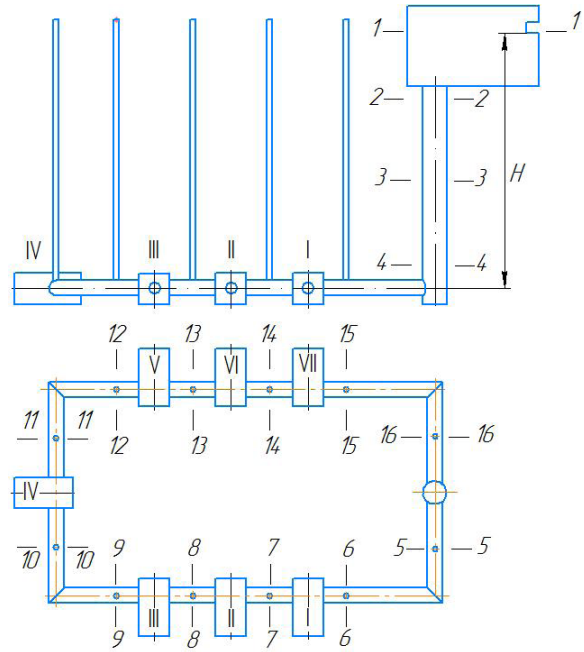 1 1
2 2
3 3 H
IV III II I
4 4
12 13 14 15
V VI VII
11 11 12 13 14 15 16 16
IV
10 10 9 8 7 6 5 5
III II I
9 8 7 6